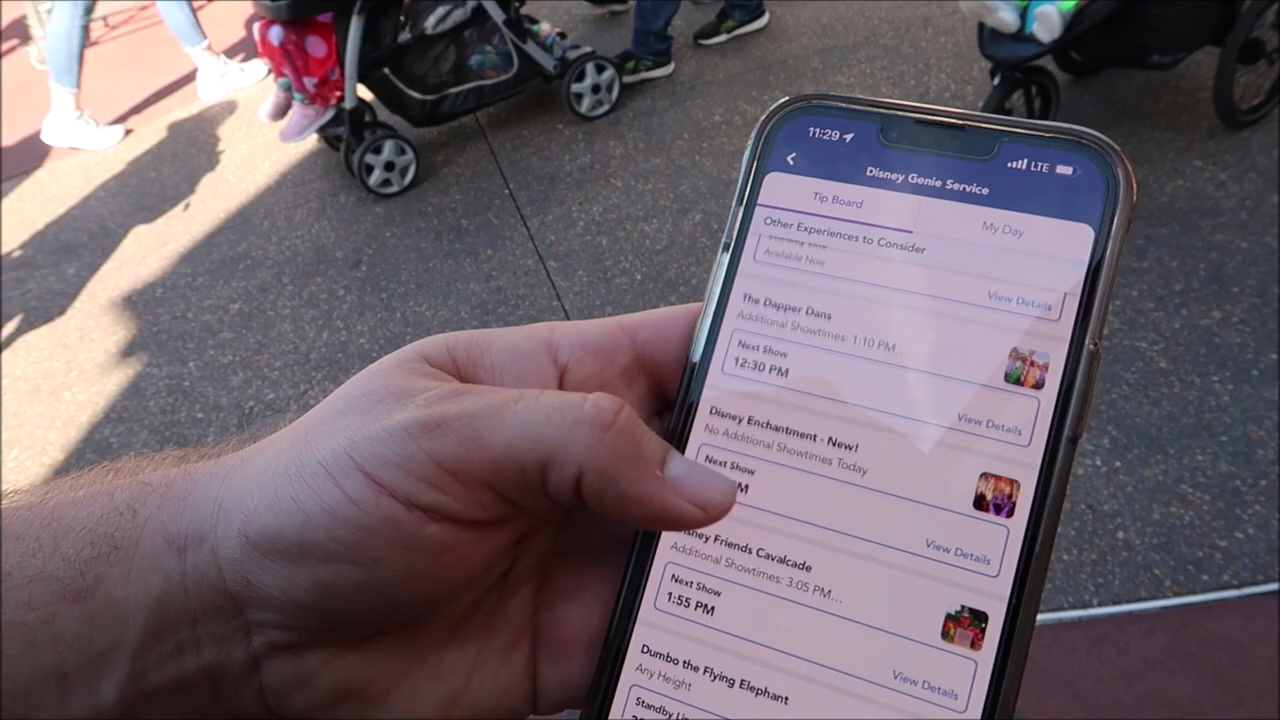 11:29
LTE
Disney Genie Service
Tip Board
My Day
Other Experiences to Consider
Standby Line
Available Now
View Details
The Dapper Dans
Additional Showtimes: 1:10 PM...
Next Show
12:30 PM
View Details
Disney Enchantment - New!
No Additional Showtimes Today
Next Show
View Details
Disney Friends Cavalcade
Additional Showtimes: 3:05 PM...
Next Show
1:55 PM
View Details
Dumbo the Flying Elephant
Any Height
Standby